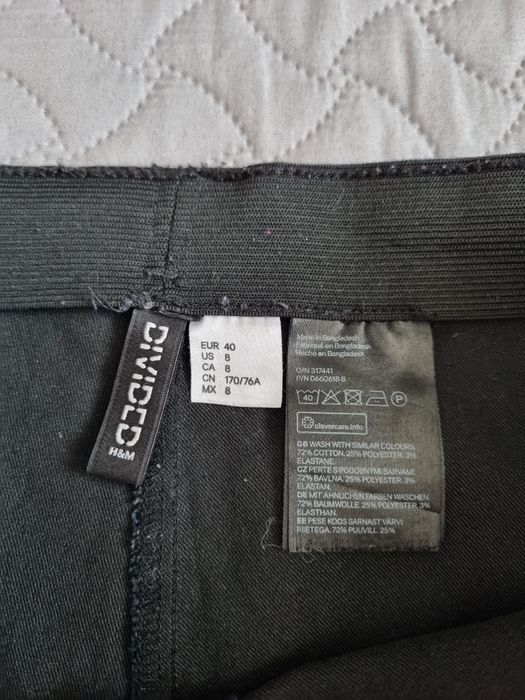 DIVIDED
H&M
EUR 40
US 8
CA 8
CN 170/76A
MX 8
Made in Bangladesh
Fabriqué en Bangladesh
Hecho en Bangladesh
O/N 317441
P/N 0660618 8
40 P
clevercare.info
GB WASH WITH SIMILAR COLOURS.
72% COTTON. 25% POLYESTER. 3%
ELASTANE.
CZ PERTE S PODOBNÝMI BARVAMI.
72% BAVLNA. 25% POLYESTER. 3%
ELASTAN.
DE MIT ÄHNLICHEN FARBEN WASCHEN
72% BAUMWOLLE. 25% POLYESTER. 3%
ELASTAN.
EE PESE KOOS SARNAST VÄRVI
RIIETEGA. 72% PUUVILL. 25%